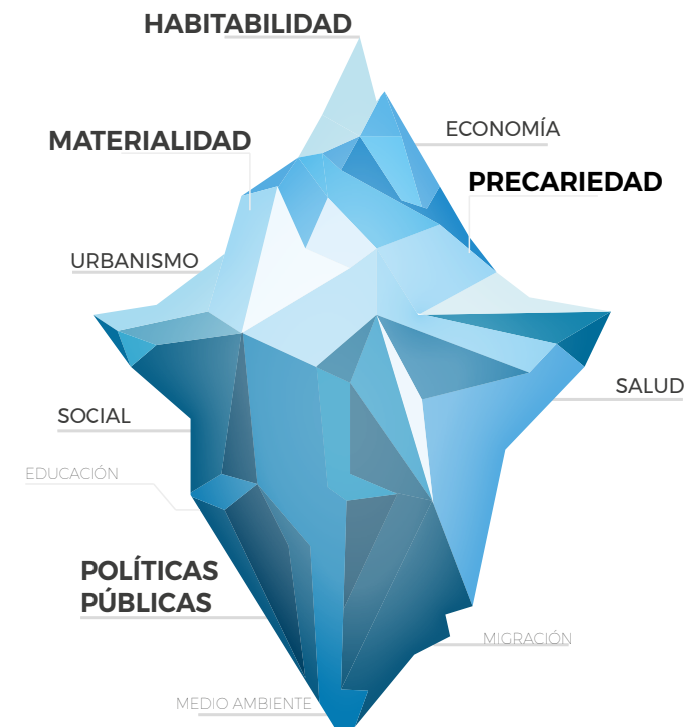 HABITABILIDAD
ECONOMÍA
MATERIALIDAD
PRECARIEDAD
URBANISMO
SALUD
SOCIAL
EDUCACIÓN
POLÍTICAS
PÚBLICAS
MIGRACIÓN
MEDIO AMBIENTE